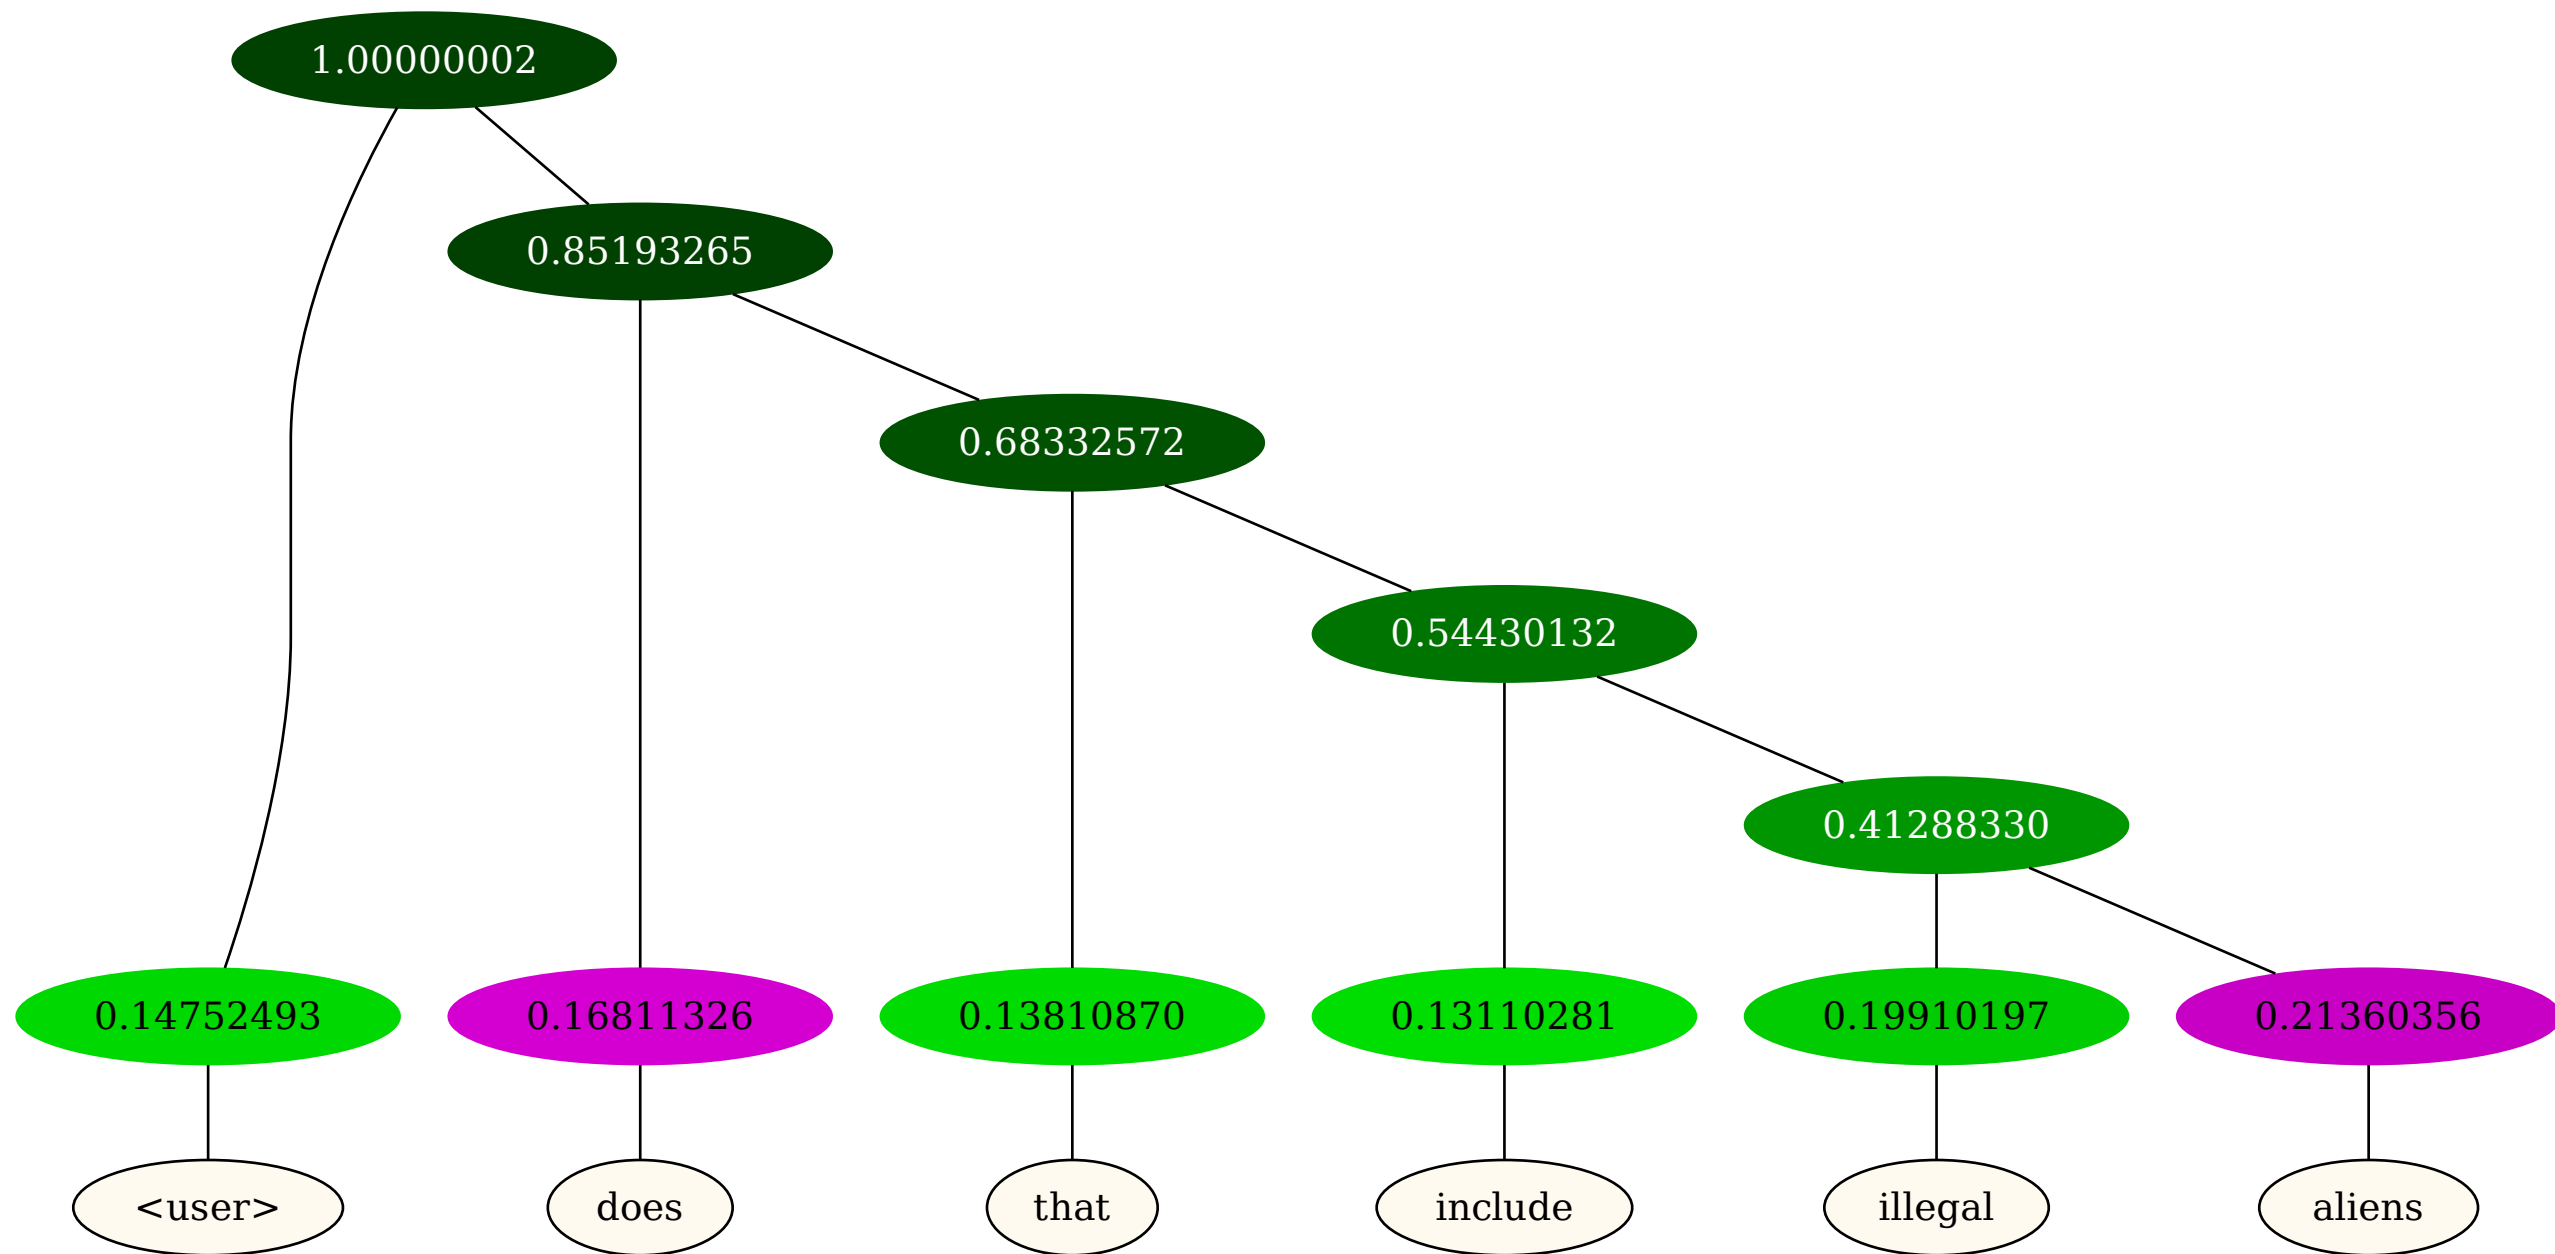 1.00000002
0.85193265
0.68332572
0.54430132
0.41288330
0.14752493 0.16811326 0.13810870 0.13110281 0.19910197 0.21360356
<user> does that include illegal aliens